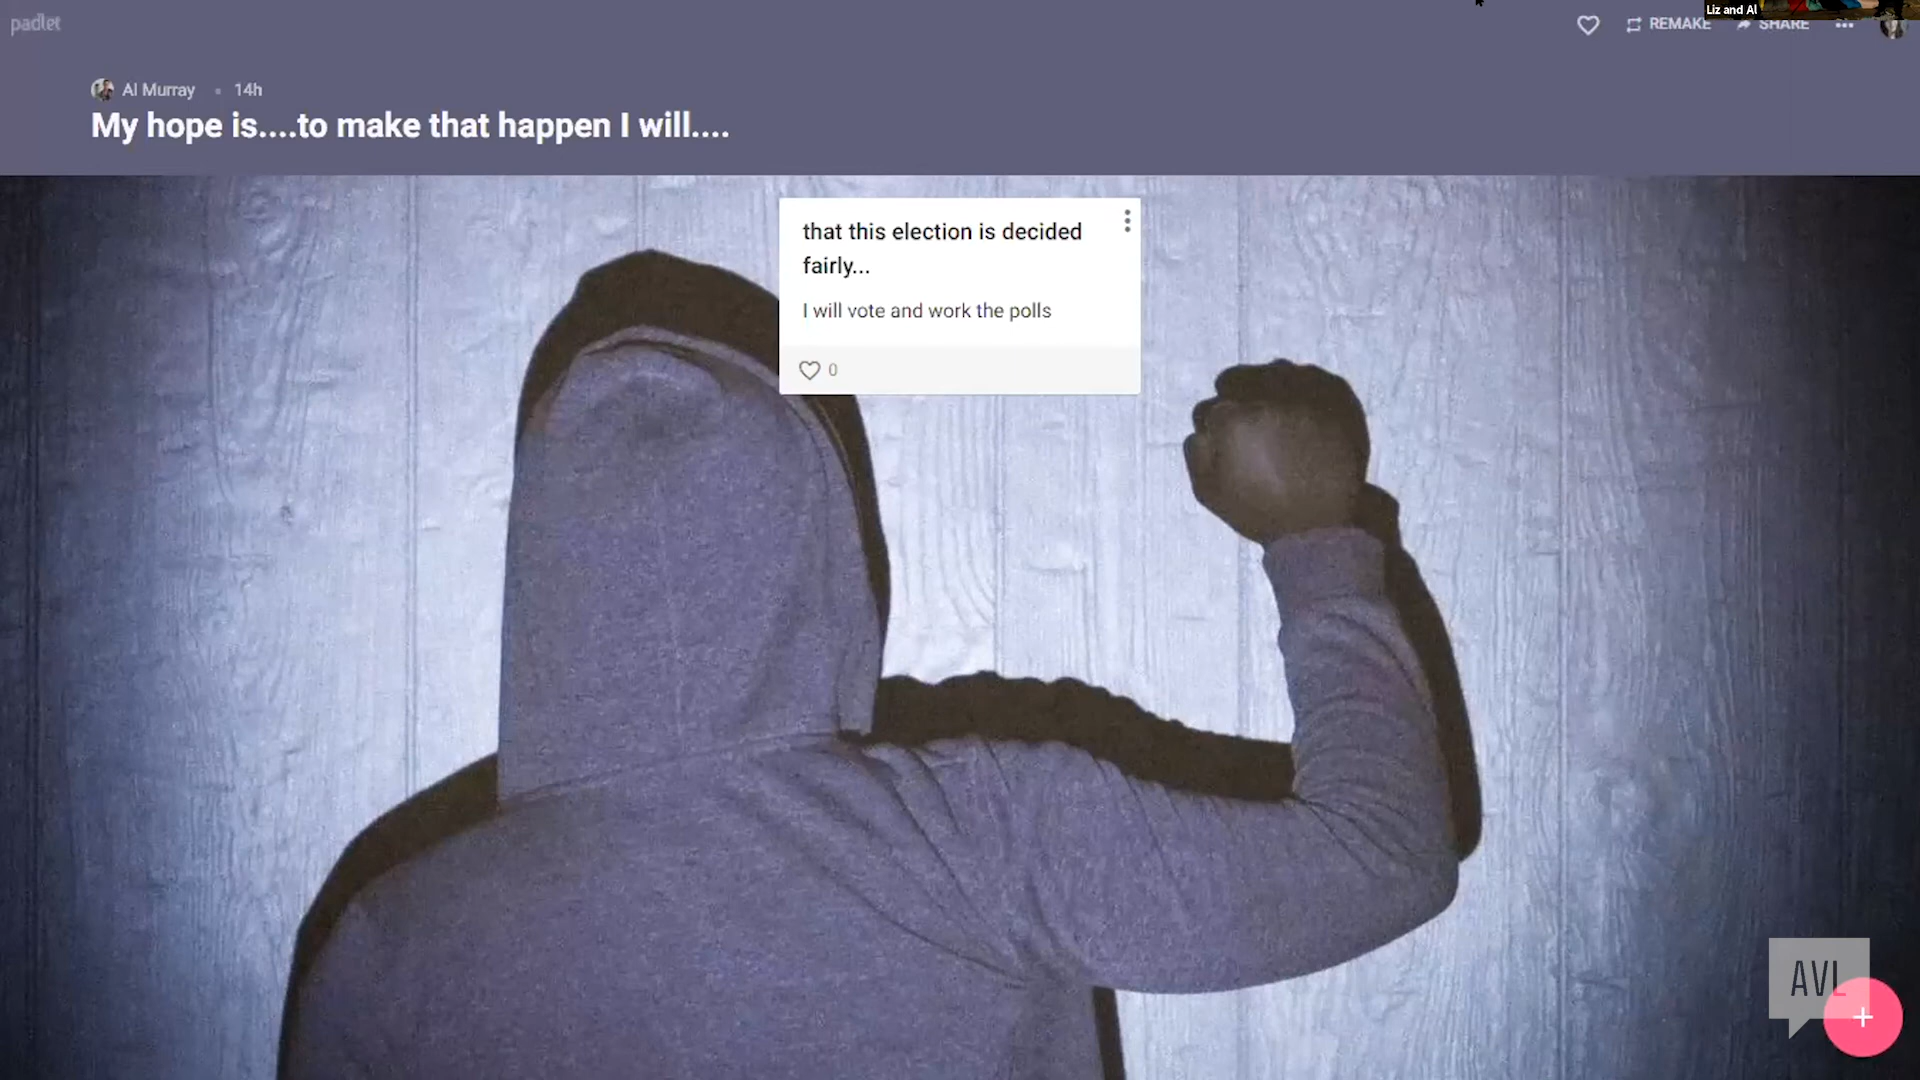 padlet
Liz and Al
REMAKE
SHARE
Al Murray • 14h
My hope is....to make that happen I will....
that this election is decided
fairly...
I will vote and work the polls
0
AVL
+